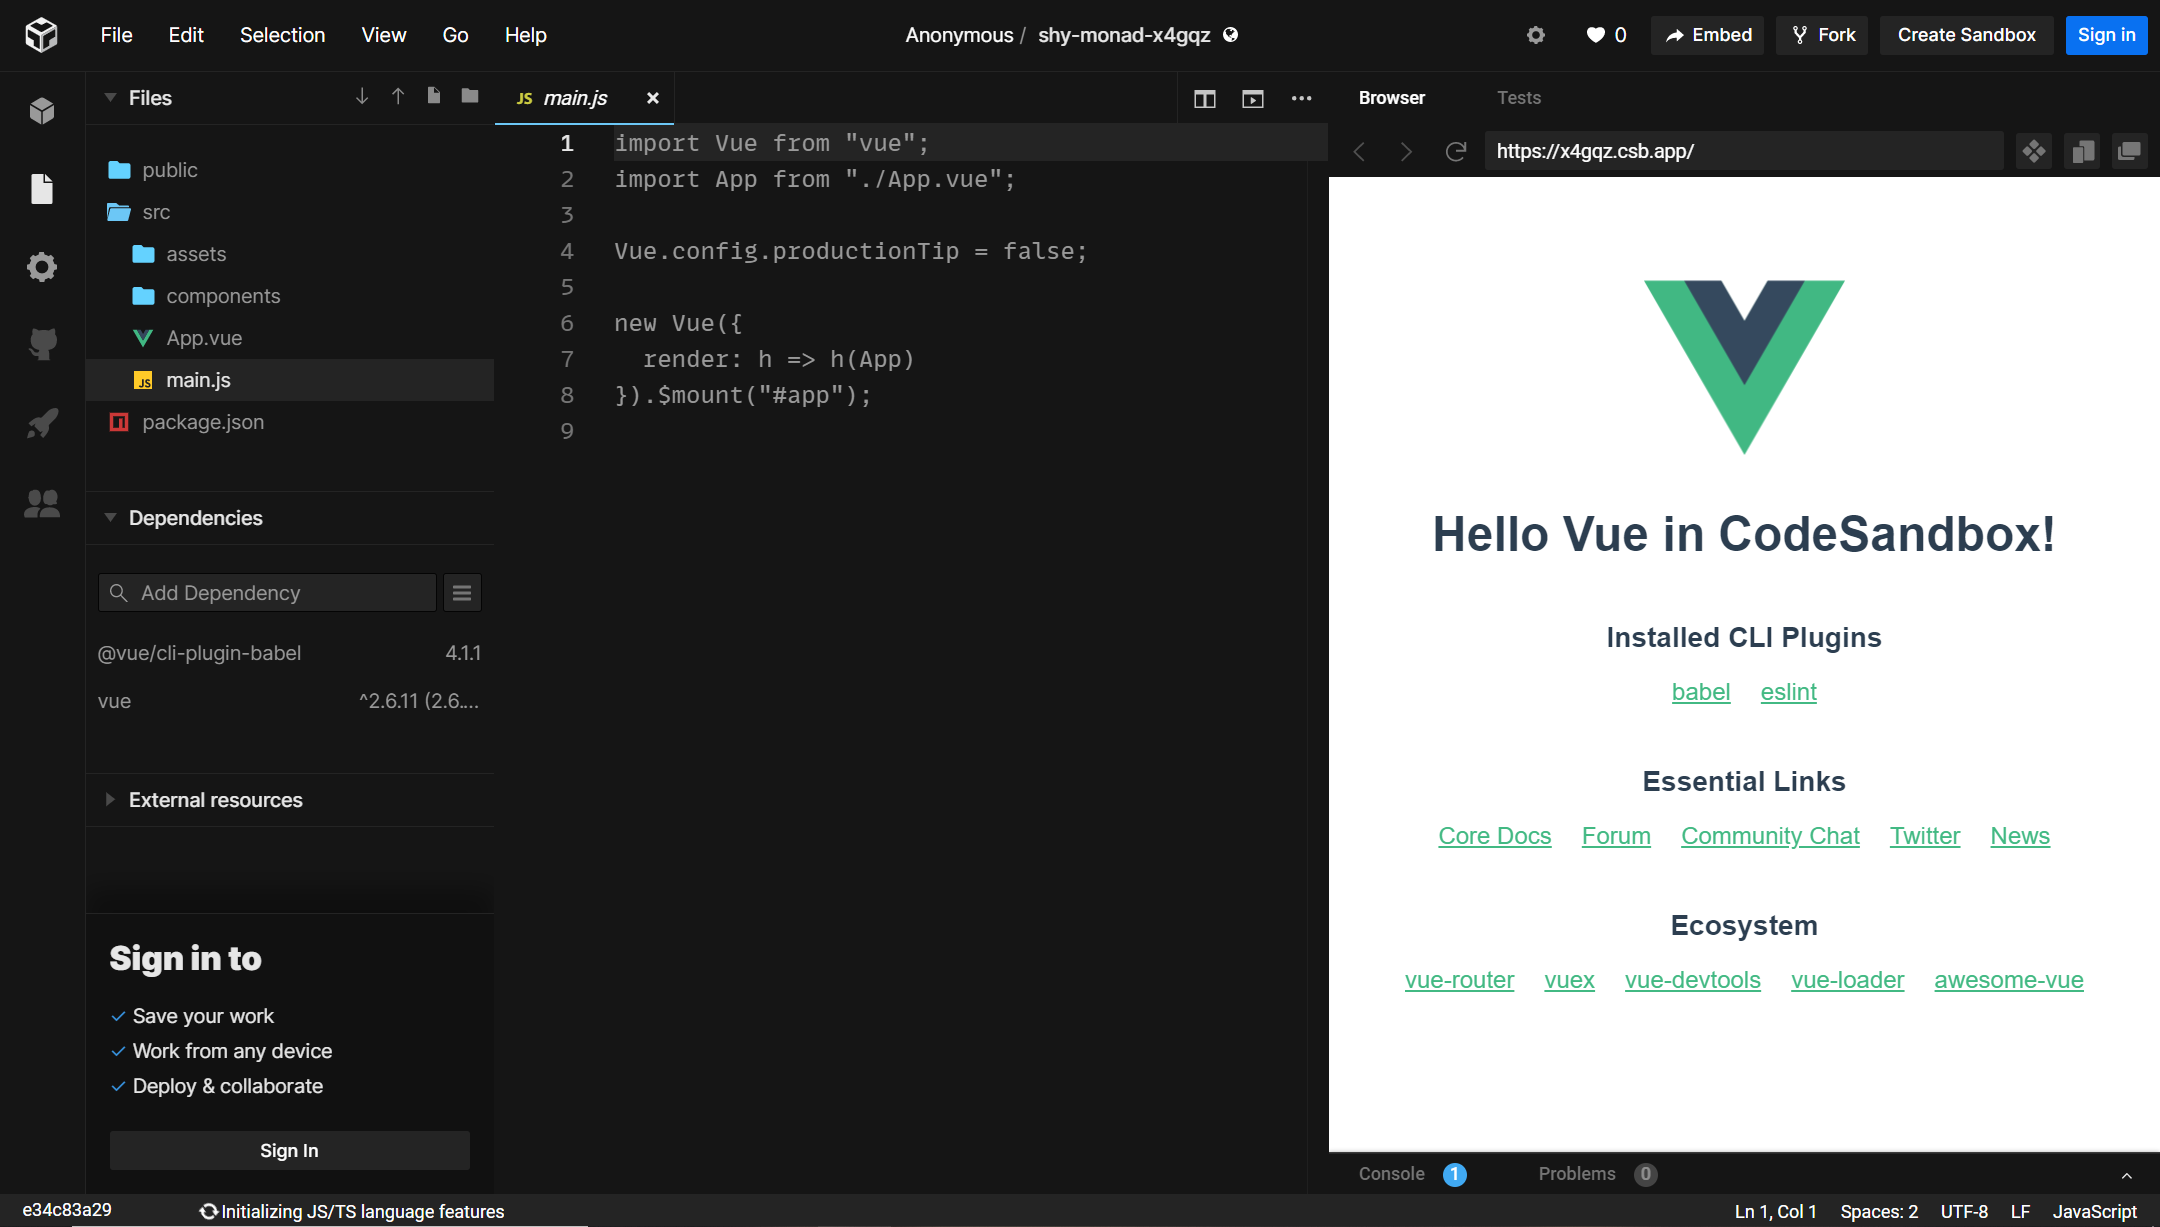 File Edit Selection View Go Help Anonymous / shy-monad-x4gqz 0 Embed Fork Create Sandbox Sign in
Files
public
src
assets
components
App.vue
JS main.js
package.json
Dependencies
Add Dependency
@vue/cli-plugin-babel 4.1.1
vue ^2.6.11 (2.6....
External resources
Sign in to
Save your work
Work from any device
Deploy & collaborate
Sign In
JS main.js
1 import Vue from "vue";
2 import App from "./App.vue";
3
4 Vue.config.productionTip = false;
5
6 new Vue({
7 render: h => h(App)
8 }).$mount("#app");
9
Browser Tests
https://x4gqz.csb.app/
Hello Vue in CodeSandbox!
Installed CLI Plugins
babel eslint
Essential Links
Core Docs Forum Community Chat Twitter News
Ecosystem
vue-router vuex vue-devtools vue-loader awesome-vue
Console 1 Problems 0
e34c83a29 Initializing JS/TS language features Ln 1, Col 1 Spaces: 2 UTF-8 LF JavaScript